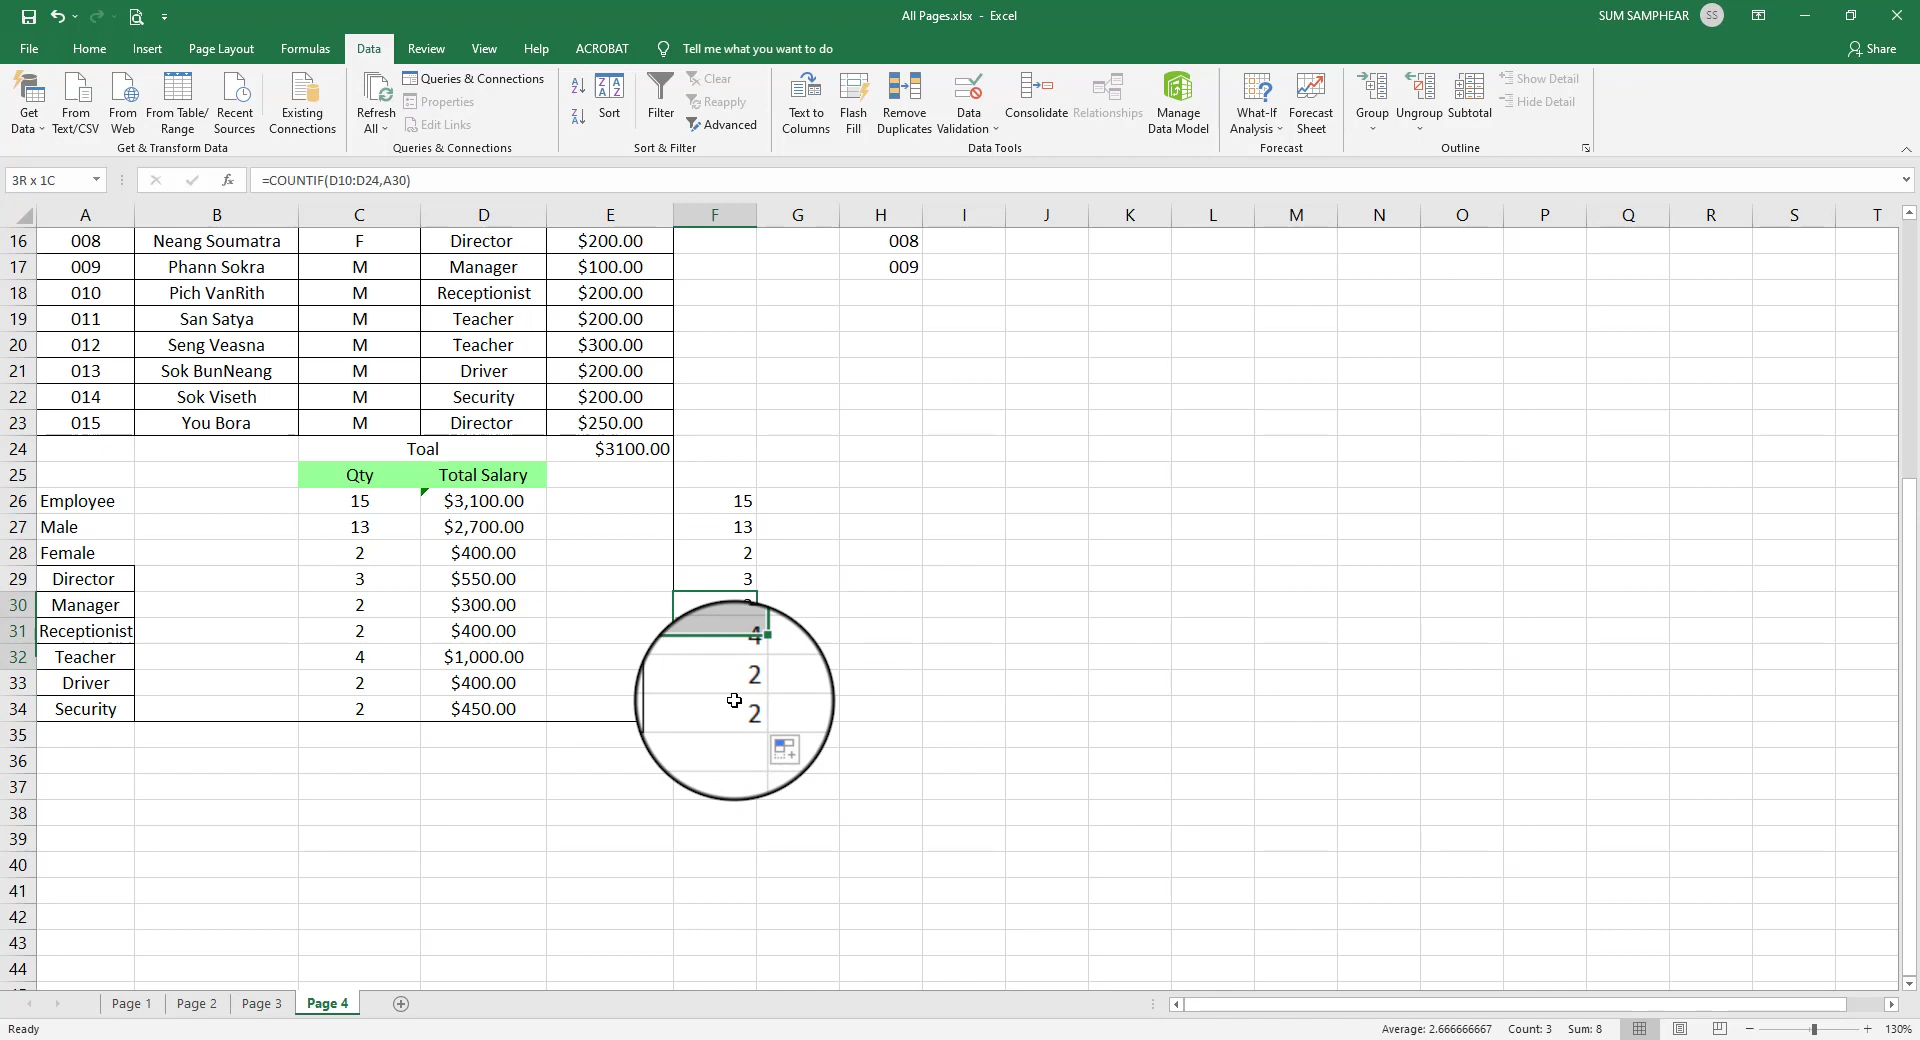 All Pages.xlsx - Excel
SUM SAMPHEAR SS
File Home Insert Page Layout Formulas Data Review View Help ACROBAT Tell me what you want to do Share
Get Data
From Text/CSV
From Web
From Table/ Range
Recent Sources
Existing Connections
Get & Transform Data
Refresh All
Queries & Connections
Properties
Edit Links
Queries & Connections
Sort
Filter
Clear
Reapply
Advanced
Sort & Filter
Text to Columns
Flash Fill
Remove Duplicates
Data Validation
Consolidate
Relationships
Manage Data Model
Data Tools
What-If Analysis
Forecast Sheet
Forecast
Group
Ungroup
Subtotal
Show Detail
Hide Detail
Outline
3R x 1C fx =COUNTIF(D10:D24,A30)
A B C D E F G H I J K L M N O P Q R S T
16 008 Neang Soumatra F Director $200.00 008
17 009 Phann Sokra M Manager $100.00 009
18 010 Pich VanRith M Receptionist $200.00
19 011 San Satya M Teacher $200.00
20 012 Seng Veasna M Teacher $300.00
21 013 Sok BunNeang M Driver $200.00
22 014 Sok Viseth M Security $200.00
23 015 You Bora M Director $250.00
24 Toal $3100.00
25 Qty Total Salary
26 Employee 15 $3,100.00 15
27 Male 13 $2,700.00 13
28 Female 2 $400.00 2
29 Director 3 $550.00 3
30 Manager 2 $300.00
31 Receptionist 2 $400.00 4
32 Teacher 4 $1,000.00 2
33 Driver 2 $400.00
34 Security 2 $450.00 2
35
36
37
38
39
40
41
42
43
44
Page 1 Page 2 Page 3 Page 4
Ready Average: 2.666666667 Count: 3 Sum: 8 130%